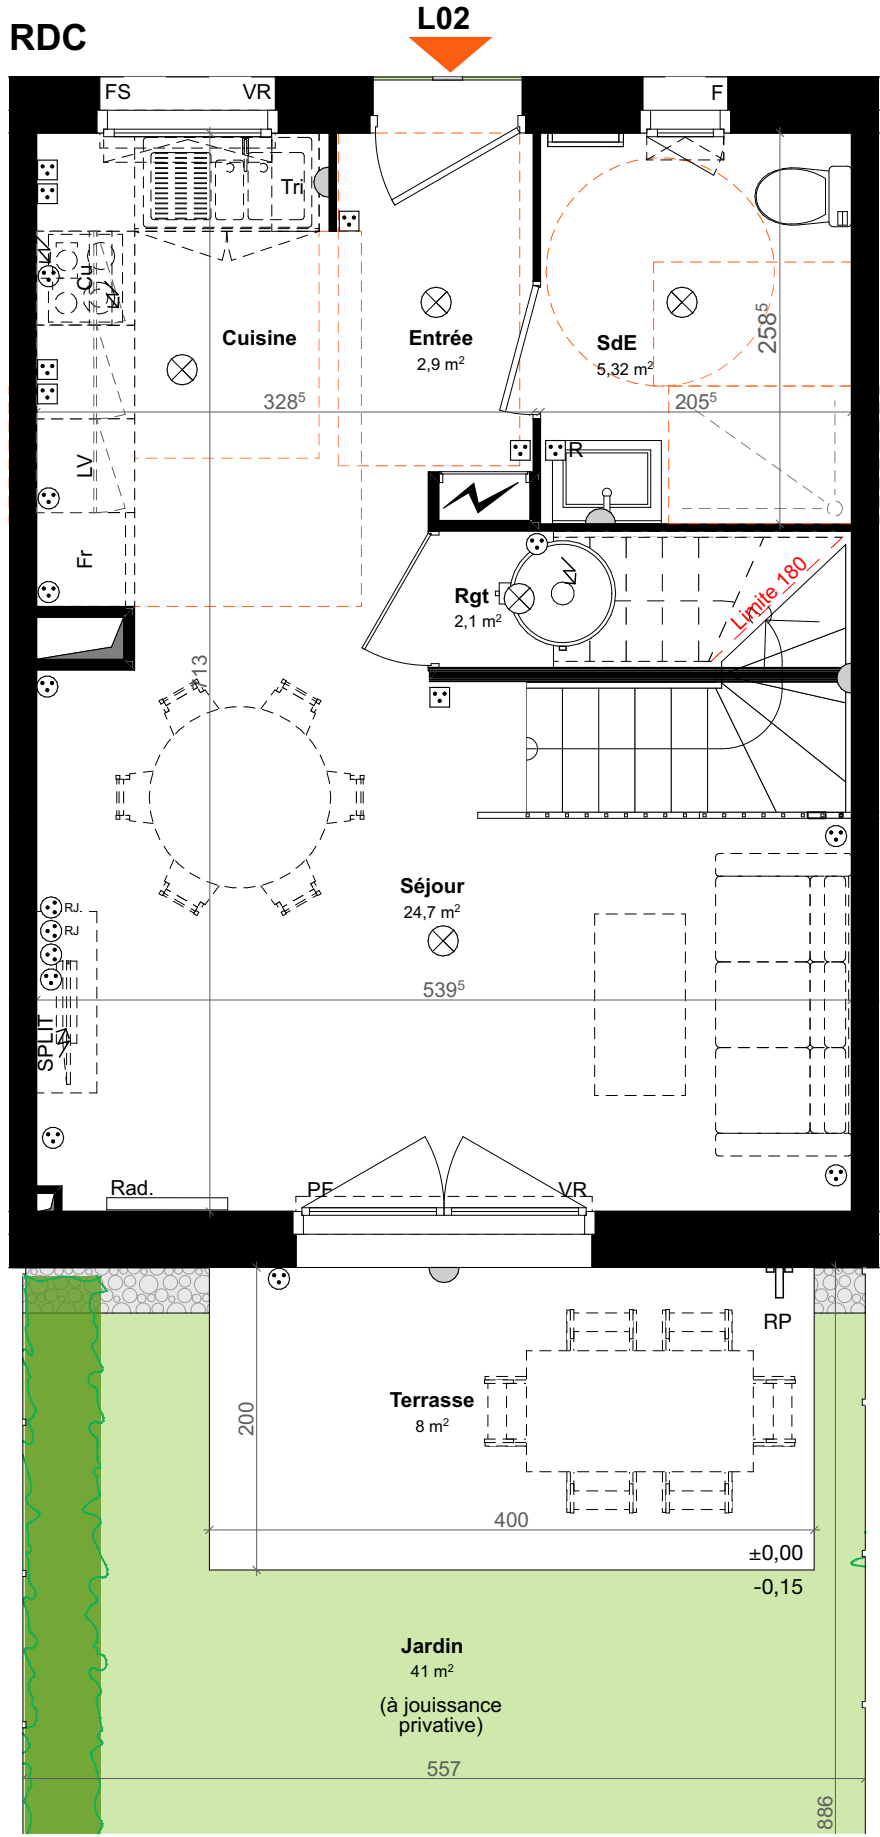 RDC
L02
FS
VR
F
Tri
Cu
Cuisine
Entrée
2,9 m²
SdE
5,32 m²
258⁵
328⁵
205⁵
R
LV
Fr
Rgt
2,1 m²
Limite 180
713
Séjour
24,7 m²
RJ
RJ
539⁵
SPLIT
Rad.
PF
VR
RP
Terrasse
8 m²
200
400
±0,00
-0,15
Jardin
41 m²
(à jouissance
privative)
557
886